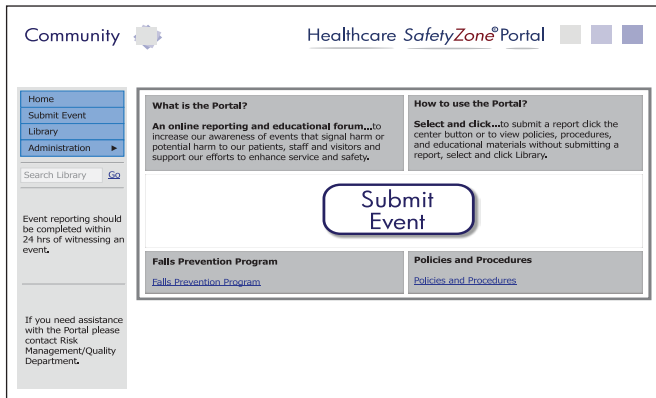 Community
Healthcare SafetyZone® Portal
Home
Submit Event
Library
Administration ►
Search Library Go
Event reporting should
be completed within
24 hrs of witnessing an
event.
If you need assistance
with the Portal please
contact Risk
Management/Quality
Department.
What is the Portal?
An online reporting and educational forum...to
increase our awareness of events that signal harm or
potential harm to our patients, staff and visitors and
support our efforts to enhance service and safety.
How to use the Portal?
Select and click...to submit a report click the
center button or to view policies, procedures,
and educational materials without submitting a
report, select and click Library.
Submit
Event
Falls Prevention Program
Falls Prevention Program
Policies and Procedures
Policies and Procedures